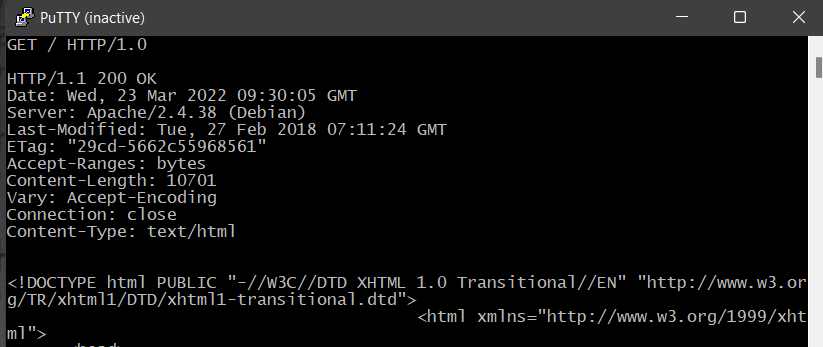 PuTTY (inactive)
GET / HTTP/1.0
HTTP/1.1 200 OK
Date: Wed, 23 Mar 2022 09:30:05 GMT
Server: Apache/2.4.38 (Debian)
Last-Modified: Tue, 27 Feb 2018 07:11:24 GMT
ETag: "29cd-5662c55968561"
Accept-Ranges: bytes
Content-Length: 10701
Vary: Accept-Encoding
Connection: close
Content-Type: text/html
<!DOCTYPE html PUBLIC "-//W3C//DTD XHTML 1.0 Transitional//EN" "http://www.w3.or
g/TR/xhtml1/DTD/xhtml1-transitional.dtd">
<html xmlns="http://www.w3.org/1999/xht
ml">
<head>